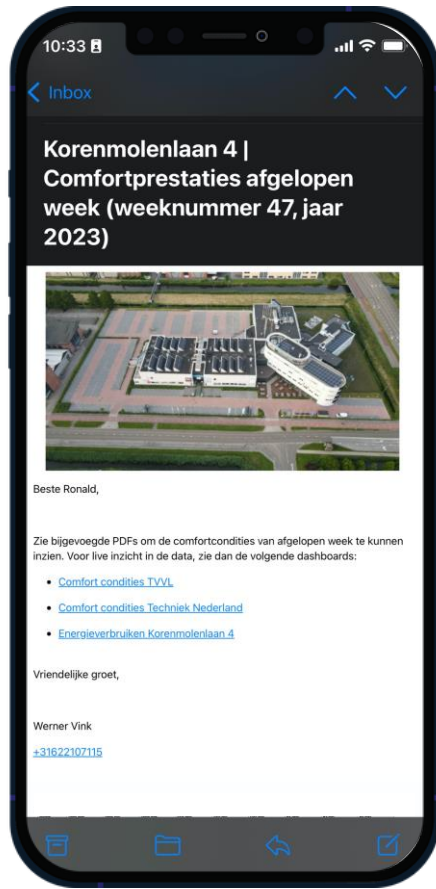 10:33
Inbox
Korenmolenlaan 4 |
Comfortprestaties afgelopen
week (weeknummer 47, jaar
2023)
Beste Ronald,
Zie bijgevoegde PDFs om de comfortcondities van afgelopen week te kunnen
inzien. Voor live inzicht in de data, zie dan de volgende dashboards:
• Comfort condities TVVL
• Comfort condities Techniek Nederland
• Energieverbruiken Korenmolenlaan 4
Vriendelijke groet,
Werner Vink
+31622107115